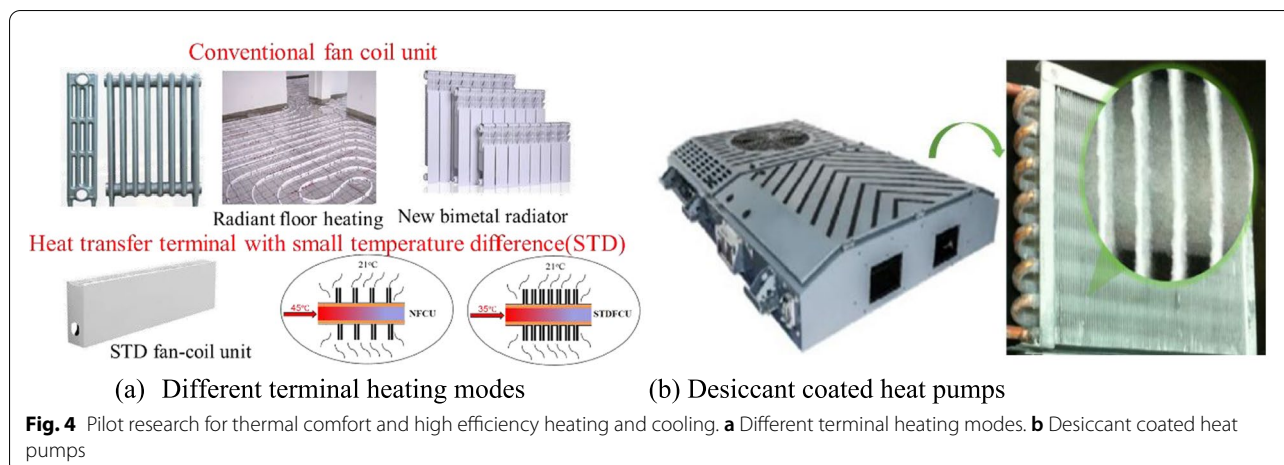 Conventional fan coil unit
Radiant floor heating
New bimetal radiator
Heat transfer terminal with small temperature difference(STD)
21°C
45℃
NFCU
21°C
35℃
STDFCU
STD fan-coil unit
(a) Different terminal heating modes
(b) Desiccant coated heat pumps
Fig. 4 Pilot research for thermal comfort and high efficiency heating and cooling. a Different terminal heating modes. b Desiccant coated heat
pumps